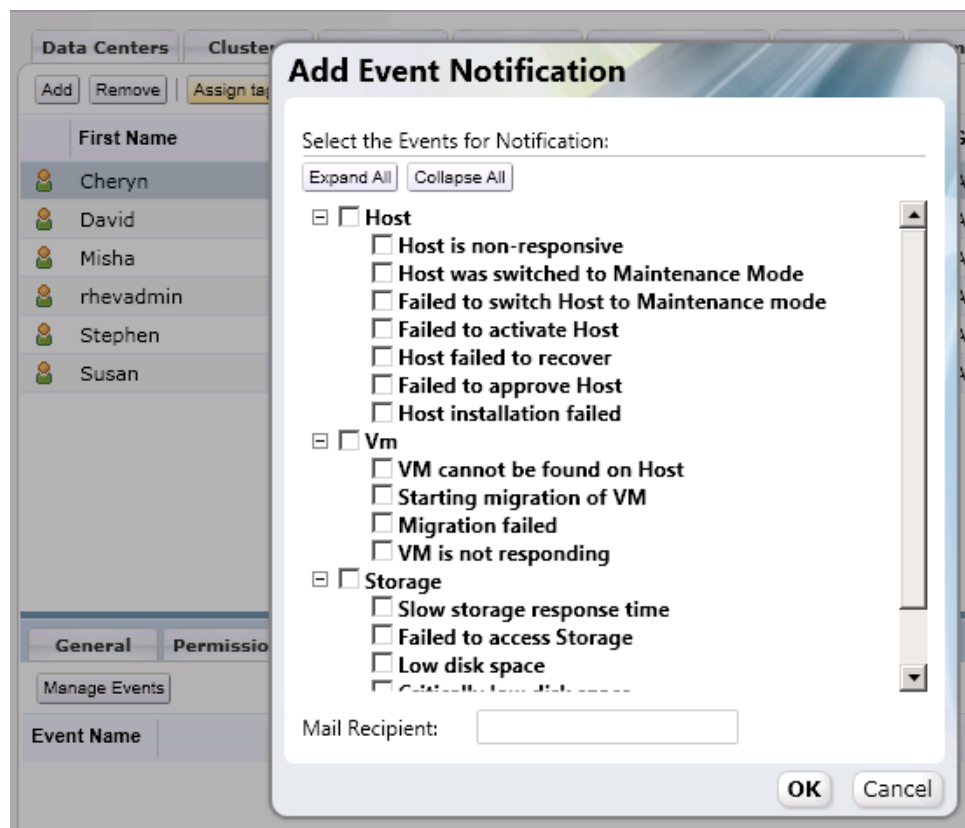 Data Centers
Add Event Notification
Add
Remove
First Name
Select the Events for Notification:
Expand All
Collapse All
Cheryn
David
Misha
rhevadmin
Stephen
Susan
Host
Host is non-responsive
Host was switched to Maintenance Mode
Failed to switch Host to Maintenance mode
Failed to activate Host
Host failed to recover
Failed to approve Host
Host installation failed
Vm
VM cannot be found on Host
Starting migration of VM
Migration failed
VM is not responding
Storage
Slow storage response time
Failed to access Storage
Low disk space
General
Manage Events
Event Name
Mail Recipient:
OK
Cancel